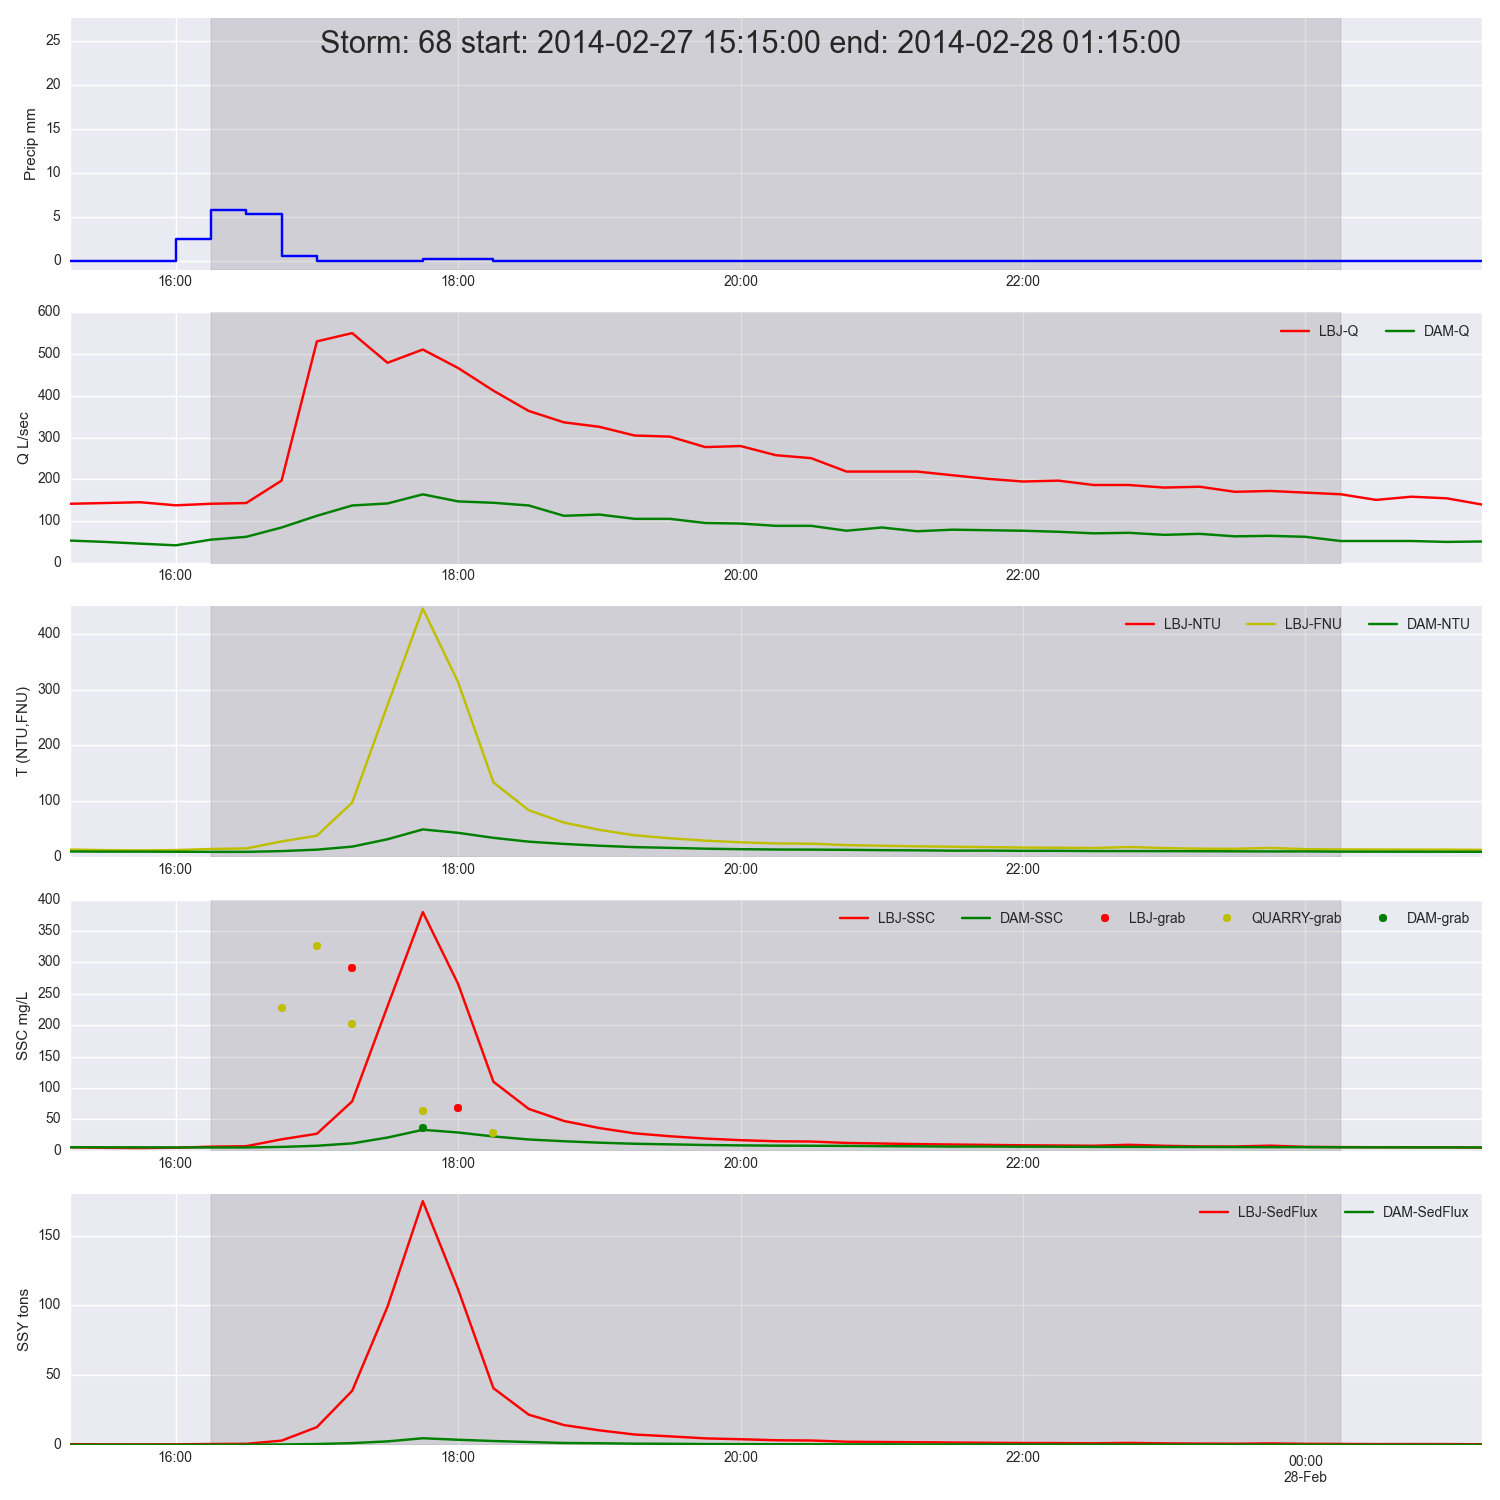 Storm: 68 start: 2014-02-27 15:15:00 end: 2014-02-28 01:15:00
Precip mm
25
20
15
10
5
0
16:00 18:00 20:00 22:00
LBJ-Q DAM-Q
Q L/sec
600
500
400
300
200
100
0
16:00 18:00 20:00 22:00
LBJ-NTU LBJ-FNU DAM-NTU
T (NTU,FNU)
400
300
200
100
0
16:00 18:00 20:00 22:00
LBJ-SSC DAM-SSC LBJ-grab QUARRY-grab DAM-grab
SSC mg/L
400
350
300
250
200
150
100
50
0
16:00 18:00 20:00 22:00
LBJ-SedFlux DAM-SedFlux
SSY tons
150
100
50
0
16:00 18:00 20:00 22:00 00:00
28-Feb